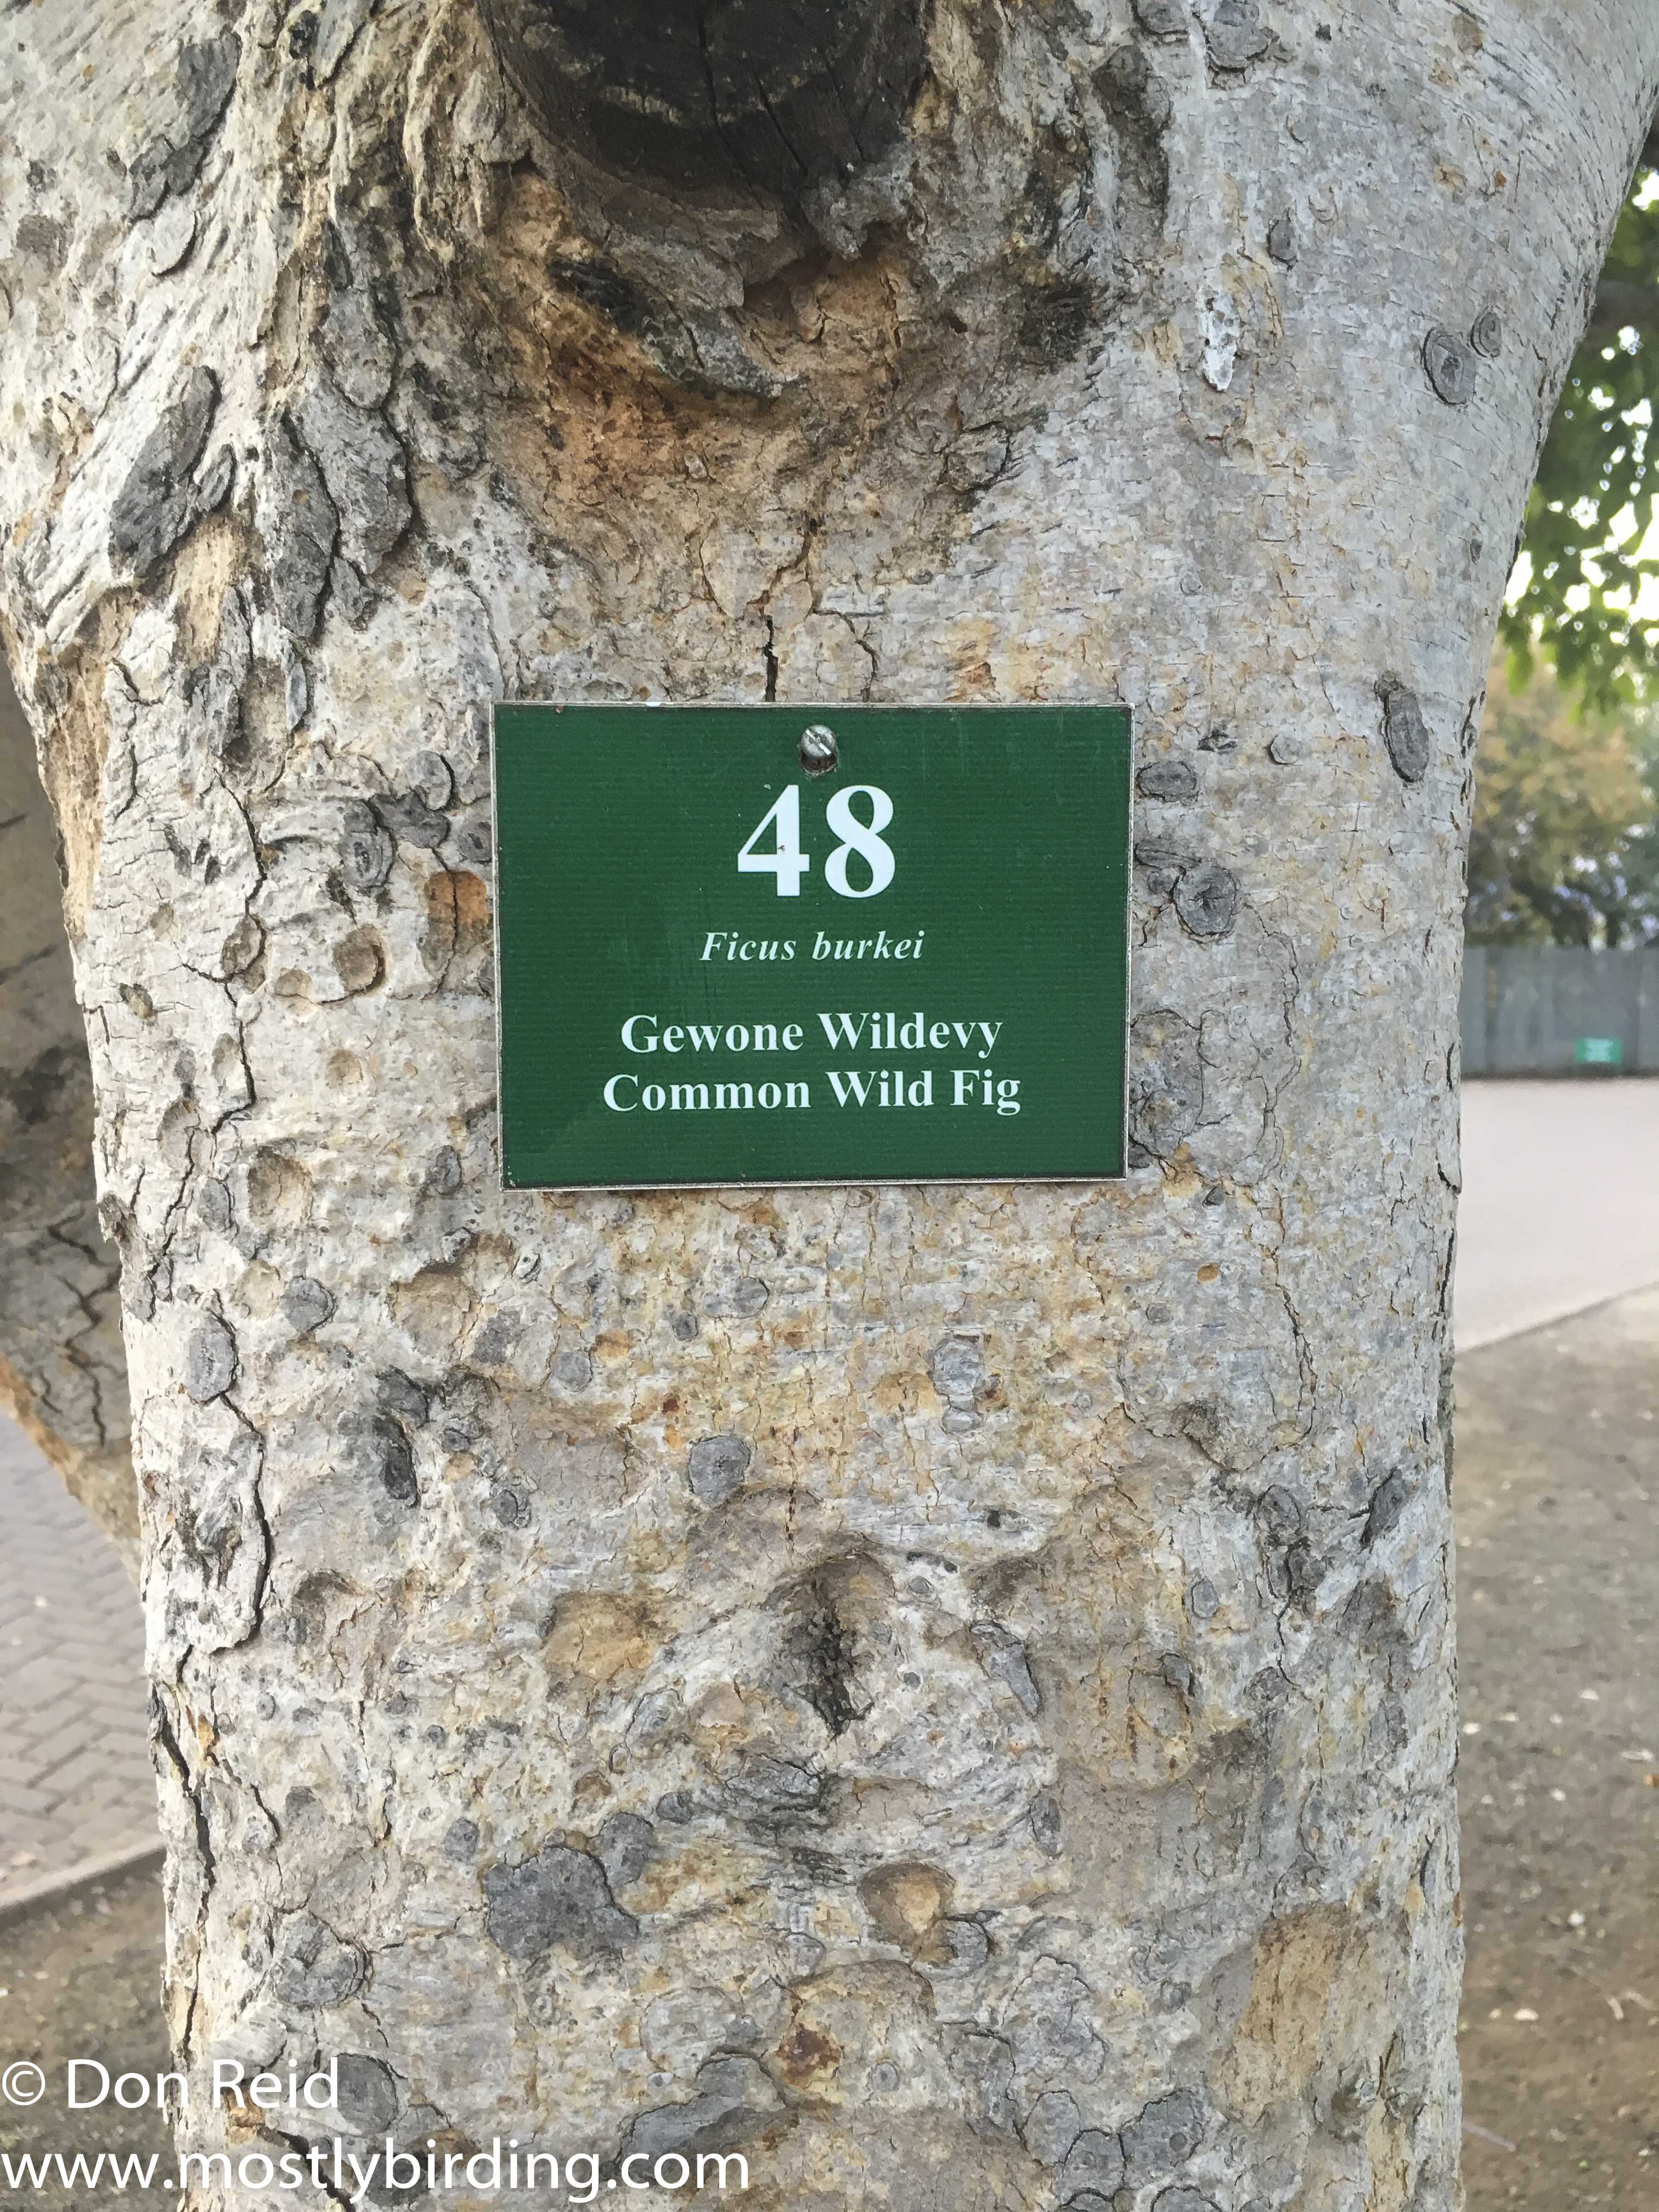 48
Ficus burkei
Gewone Wildevy
Common Wild Fig
© Don Reid
www.mostlybirding.com